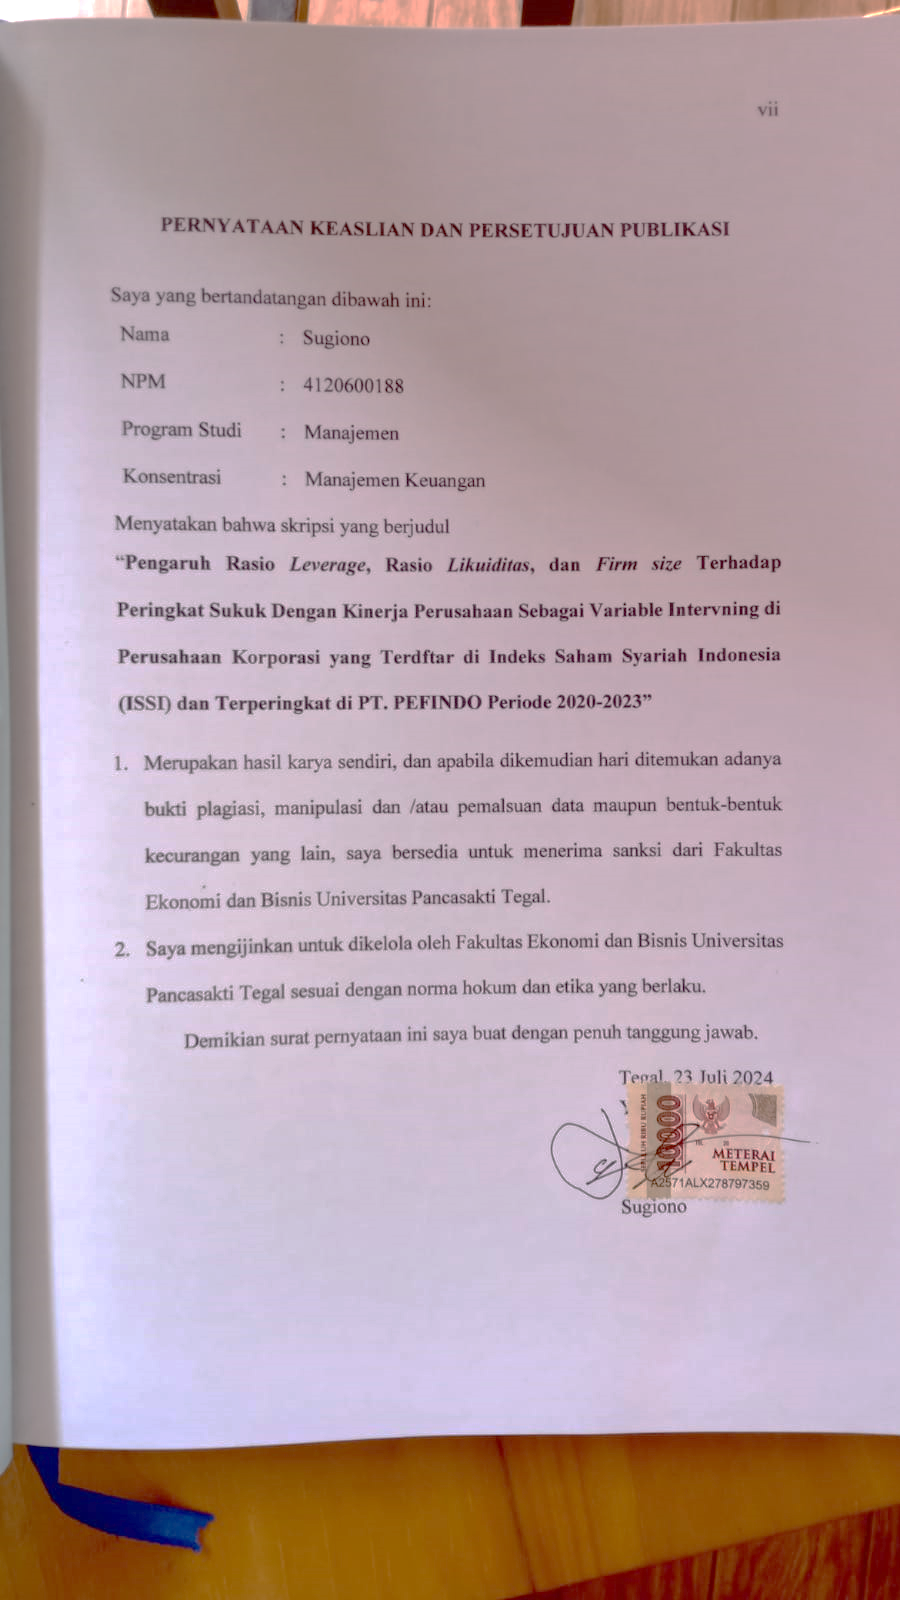 vii
PERNYATAAN KEASLIAN DAN PERSETUJUAN PUBLIKASI
Saya yang bertandatangan dibawah ini:
Nama : Sugiono
NPM : 4120600188
Program Studi : Manajemen
Konsentrasi : Manajemen Keuangan
Menyatakan bahwa skripsi yang berjudul
“Pengaruh Rasio Leverage, Rasio Likuiditas, dan Firm size Terhadap
Peringkat Sukuk Dengan Kinerja Perusahaan Sebagai Variable Intervning di
Perusahaan Korporasi yang Terdftar di Indeks Saham Syariah Indonesia
(ISSI) dan Terperingkat di PT. PEFINDO Periode 2020-2023”
1. Merupakan hasil karya sendiri, dan apabila dikemudian hari ditemukan adanya
bukti plagiasi, manipulasi dan /atau pemalsuan data maupun bentuk-bentuk
kecurangan yang lain, saya bersedia untuk menerima sanksi dari Fakultas
Ekonomi dan Bisnis Universitas Pancasakti Tegal.
2. Saya mengijinkan untuk dikelola oleh Fakultas Ekonomi dan Bisnis Universitas
Pancasakti Tegal sesuai dengan norma hokum dan etika yang berlaku.
Demikian surat pernyataan ini saya buat dengan penuh tanggung jawab.
Tegal, 23 Juli 2024
RIBU RUPIAH
10000
METERAI
TEMPEL
A2571ALX278797359
Sugiono